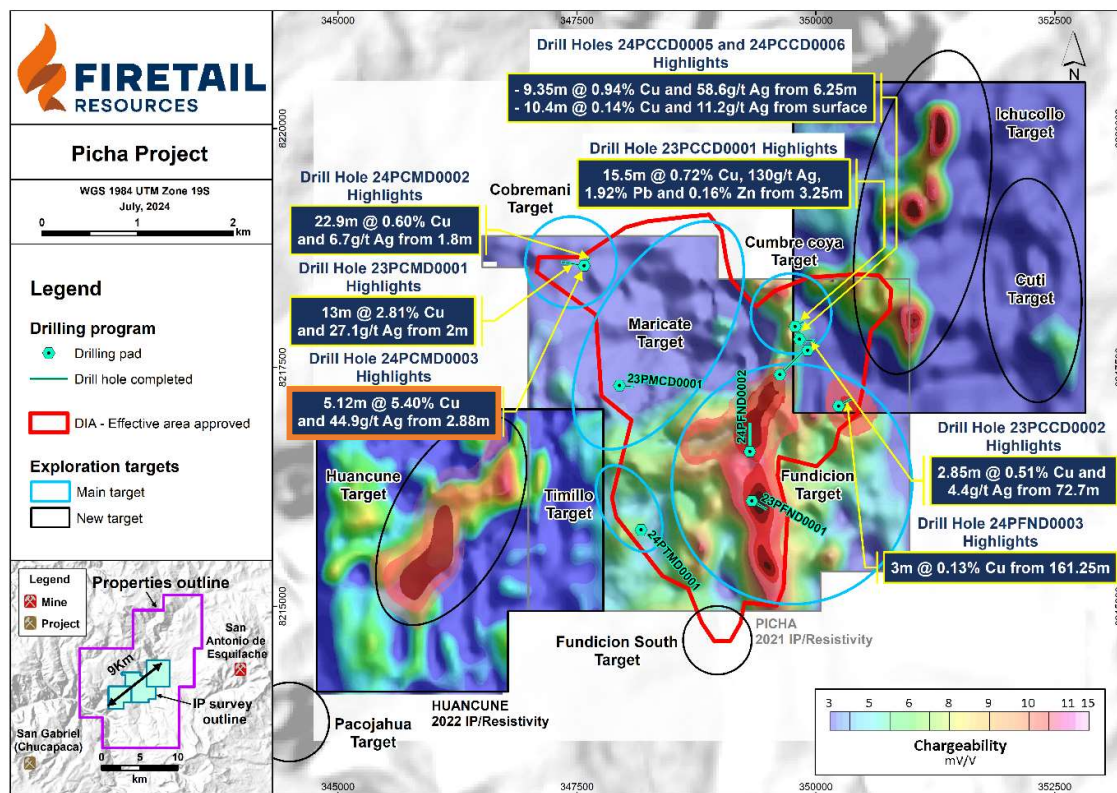 FIRETAIL
RESOURCES
Picha Project
WGS 1984 UTM Zone 19S
July, 2024
0 1 2
km
Legend
Drilling program
Drilling pad
Drill hole completed
DIA - Effective area approved
Exploration targets
Main target
New target
Legend
Mine
Project
Properties outline
San
Antonio de
Esquilache
9Km
IP survey
outline
San Gabriel
(Chucapaca)
0 5 10
km
345000 347500 350000 352500
N
8220000
8217500
8215000
Drill Holes 24PCCD0005 and 24PCCD0006
Highlights
- 9.35m @ 0.94% Cu and 58.6g/t Ag from 6.25m
- 10.4m @ 0.14% Cu and 11.2g/t Ag from surface
Ichucollo
Target
Drill Hole 23PCCD0001 Highlights
15.5m @ 0.72% Cu, 130g/t Ag,
1.92% Pb and 0.16% Zn from 3.25m
Drill Hole 24PCMD0002
Highlights
22.9m @ 0.60% Cu
and 6.7g/t Ag from 1.8m
Cobremani
Target
Cumbre coya
Target
Cuti
Target
Drill Hole 23PCMD0001
Highlights
13m @ 2.81% Cu
and 27.1g/t Ag from 2m
Maricate
Target
Drill Hole 24PCMD0003
Highlights
5.12m @ 5.40% Cu
and 44.9g/t Ag from 2.88m
23PMCD0001
24PFND0002
Drill Hole 23PCCD0002
Highlights
2.85m @ 0.51% Cu and
4.4g/t Ag from 72.7m
Huancune
Target
Timillo
Target
Fundicion
Target
23PFND0001
24PTMD0001
Drill Hole 24PFND0003
Highlights
3m @ 0.13% Cu from 161.25m
PICHA
2021 IP/Resistivity
Fundicion South
Target
HUANCUNE
2022 IP/Resistivity
Pacojahua
Target
3 4 5 6 7 8 9 10 11 15
Chargeability
mV/V
345000 347500 350000 352500